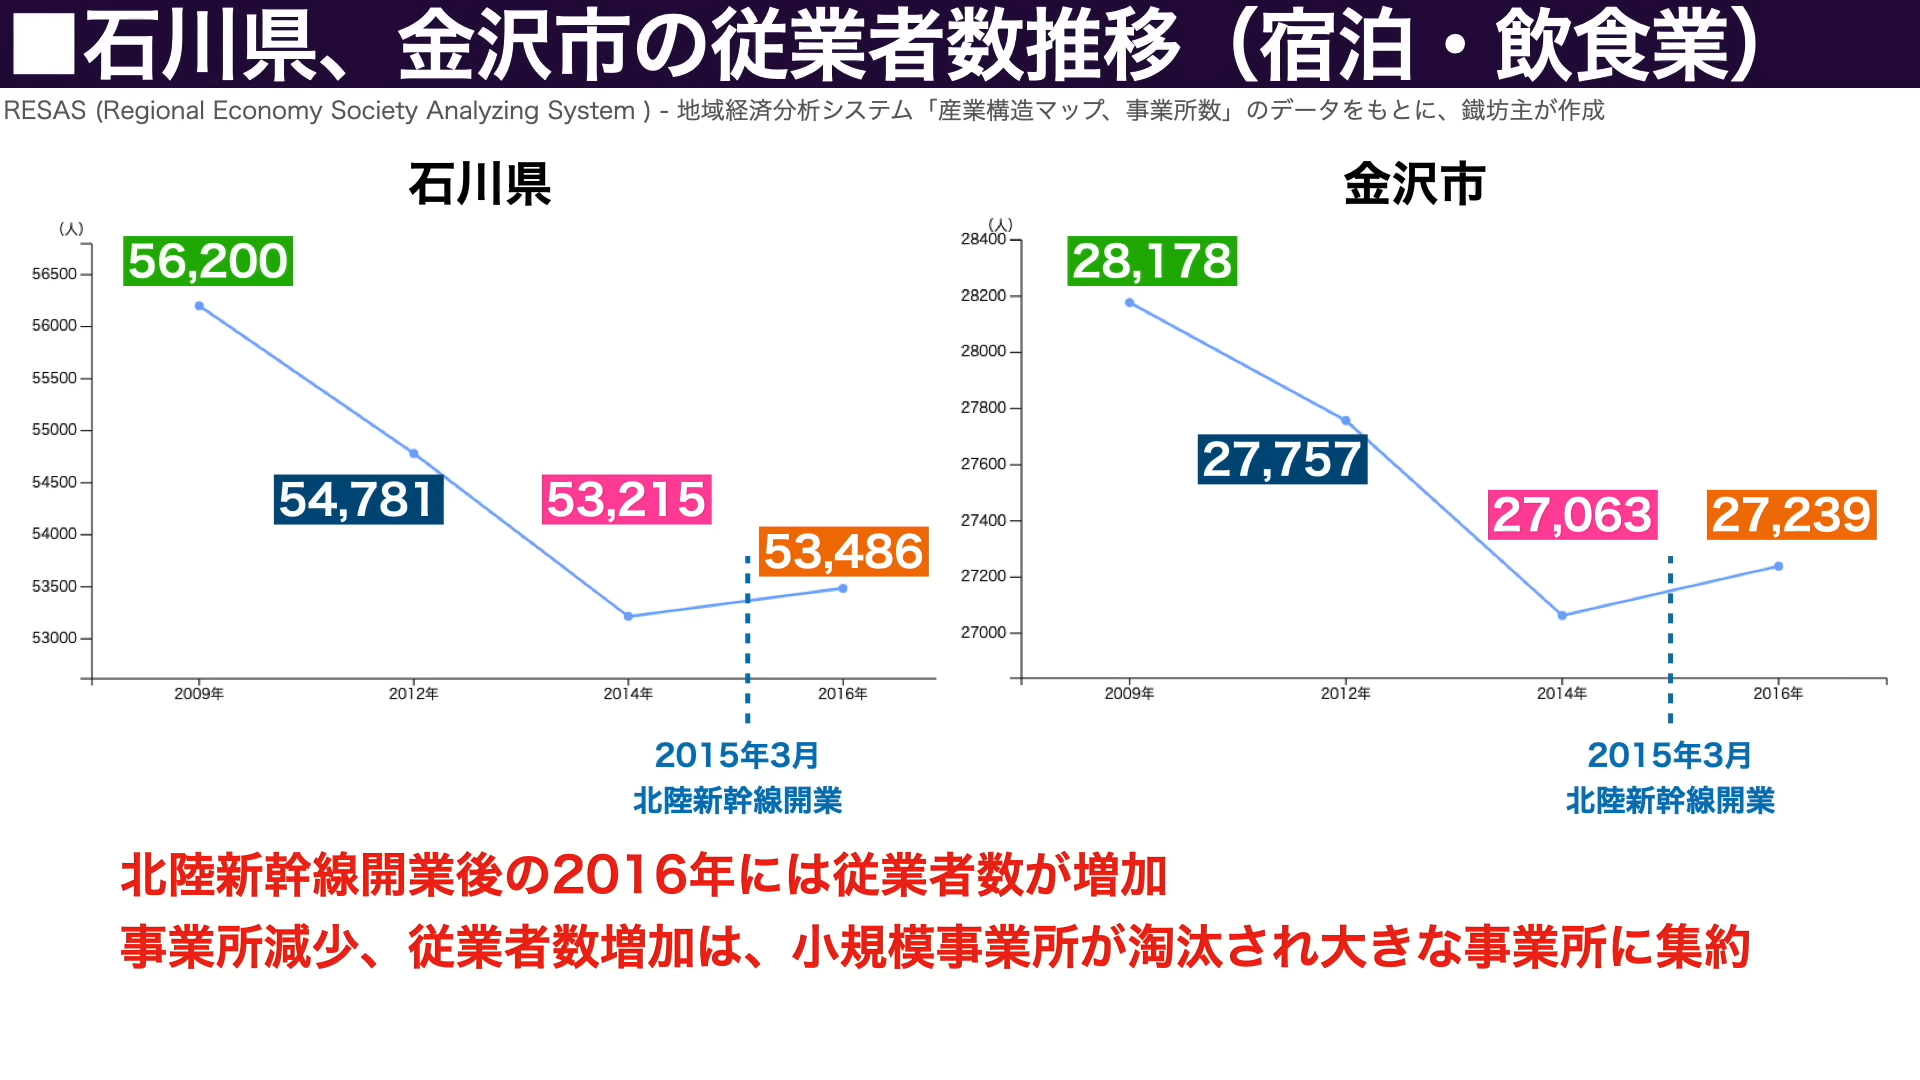 ■石川県、金沢市の従業者数推移（宿泊・飲食業）
RESAS (Regional Economy Society Analyzing System ) - 地域経済分析システム「産業構造マップ、事業所数」のデータをもとに、鐡坊主が作成
石川県
(人)
56,200
56500
56000
55500
55000
54500
54000
53500
53000
54,781
53,215
53,486
2009年 2012年 2014年 2016年
2015年3月
北陸新幹線開業
金沢市
(人)
28400
28,178
28200
28000
27800
27600
27400
27200
27000
27,757
27,063
27,239
2009年 2012年 2014年 2016年
2015年3月
北陸新幹線開業
北陸新幹線開業後の2016年には従業者数が増加
事業所減少、従業者数増加は、小規模事業所が淘汰され大きな事業所に集約